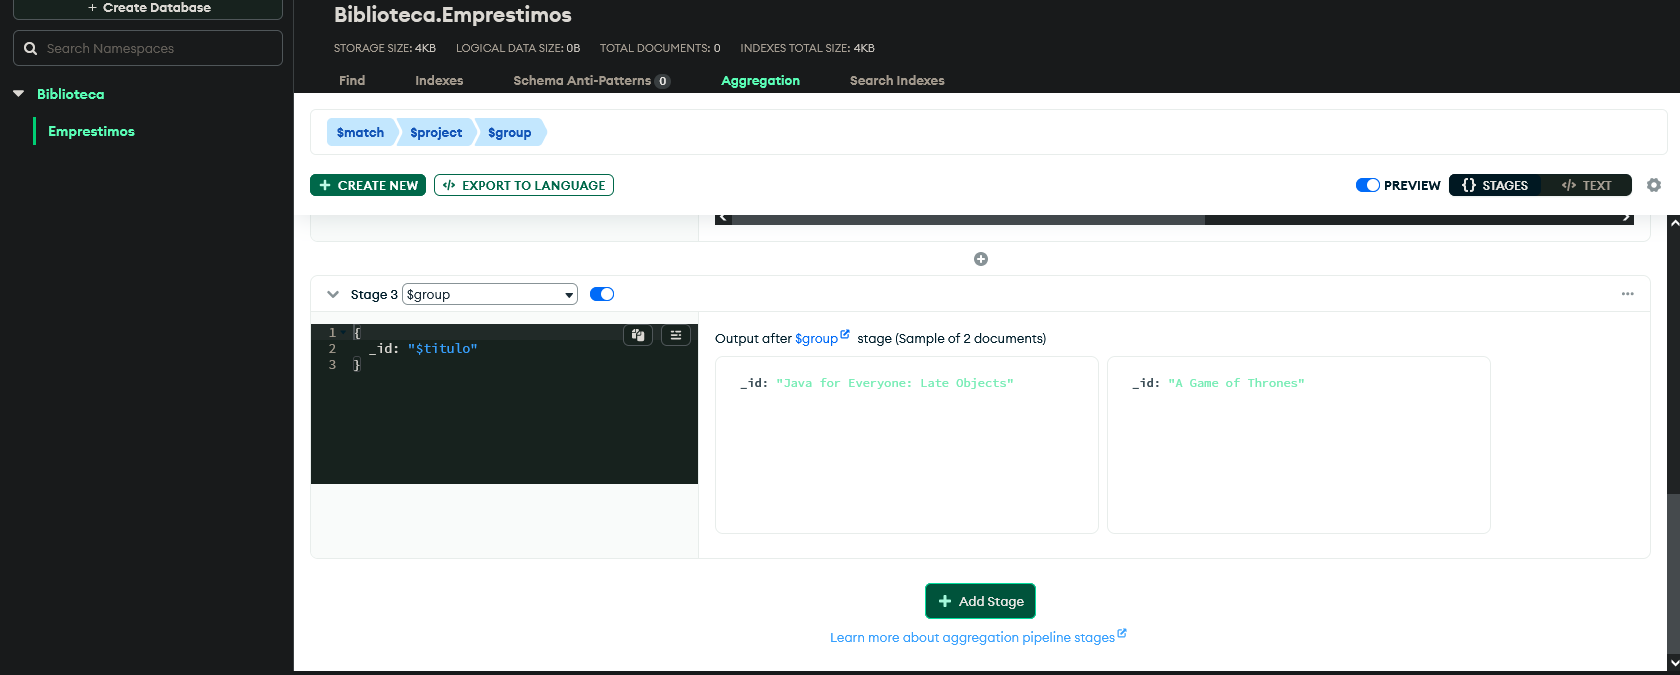 + Create Database
Search Namespaces
Biblioteca
Emprestimos
Biblioteca.Emprestimos
STORAGE SIZE: 4KB LOGICAL DATA SIZE: 0B TOTAL DOCUMENTS: 0 INDEXES TOTAL SIZE: 4KB
Find Indexes Schema Anti-Patterns 0 Aggregation Search Indexes
$match $project $group
+ CREATE NEW </> EXPORT TO LANGUAGE PREVIEW {} STAGES </> TEXT
Stage 3 $group
1 {
2 _id: "$titulo"
3 }
Output after $group stage (Sample of 2 documents)
_id: "Java for Everyone: Late Objects"
_id: "A Game of Thrones"
+ Add Stage
Learn more about aggregation pipeline stages